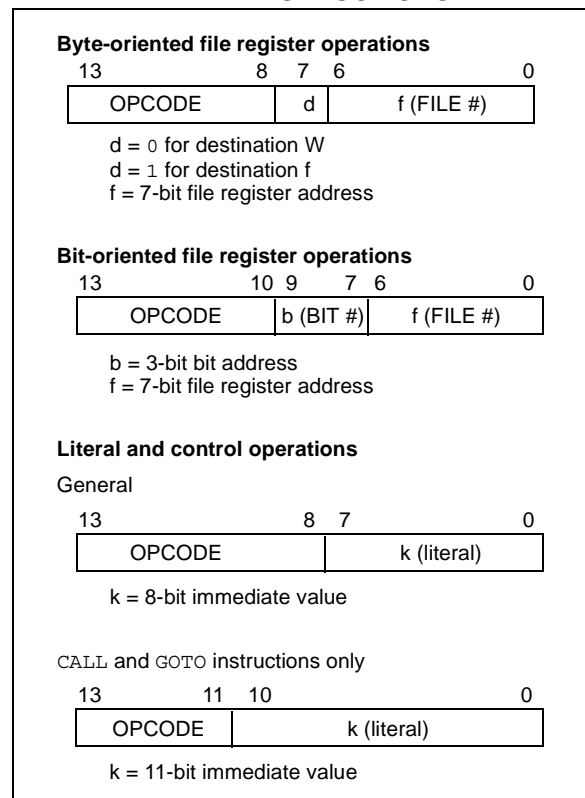 Byte-oriented file register operations
13 8 7 6 0
OPCODE d f (FILE #)
d = 0 for destination W
d = 1 for destination f
f = 7-bit file register address
Bit-oriented file register operations
13 10 9 7 6 0
OPCODE b (BIT #) f (FILE #)
b = 3-bit bit address
f = 7-bit file register address
Literal and control operations
General
13 8 7 0
OPCODE k (literal)
k = 8-bit immediate value
CALL and GOTO instructions only
13 11 10 0
OPCODE k (literal)
k = 11-bit immediate value